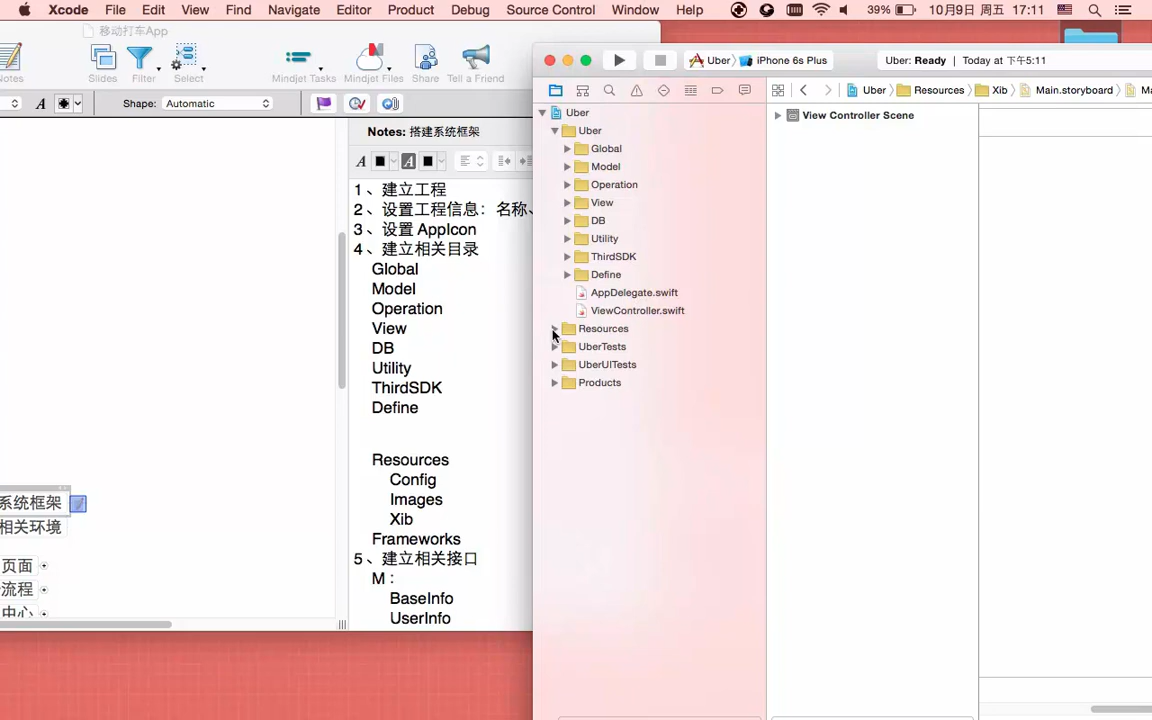 Xcode File Edit View Find Navigate Editor Product Debug Source Control Window Help 39% 10月9日 周五 17:11
移动打车App
Notes Slides Filter Select Mindjet Tasks Mindjet Files Share Tell a Friend
A Shape: Automatic
Notes: 搭建系统框架
1、建立工程
2、设置工程信息：名称、
3、设置 AppIcon
4、建立相关目录
Global
Model
Operation
View
DB
Utility
ThirdSDK
Define
Resources
Config
Images
Xib
Frameworks
5、建立相关接口
M：
BaseInfo
UserInfo
系统框架
相关环境
页面
流程
中心
Uber iPhone 6s Plus Uber: Ready Today at 下午5:11
Uber Resources Xib Main.storyboard
Uber
Uber
Global
Model
Operation
View
DB
Utility
ThirdSDK
Define
AppDelegate.swift
ViewController.swift
Resources
UberTests
UberUITests
Products
View Controller Scene